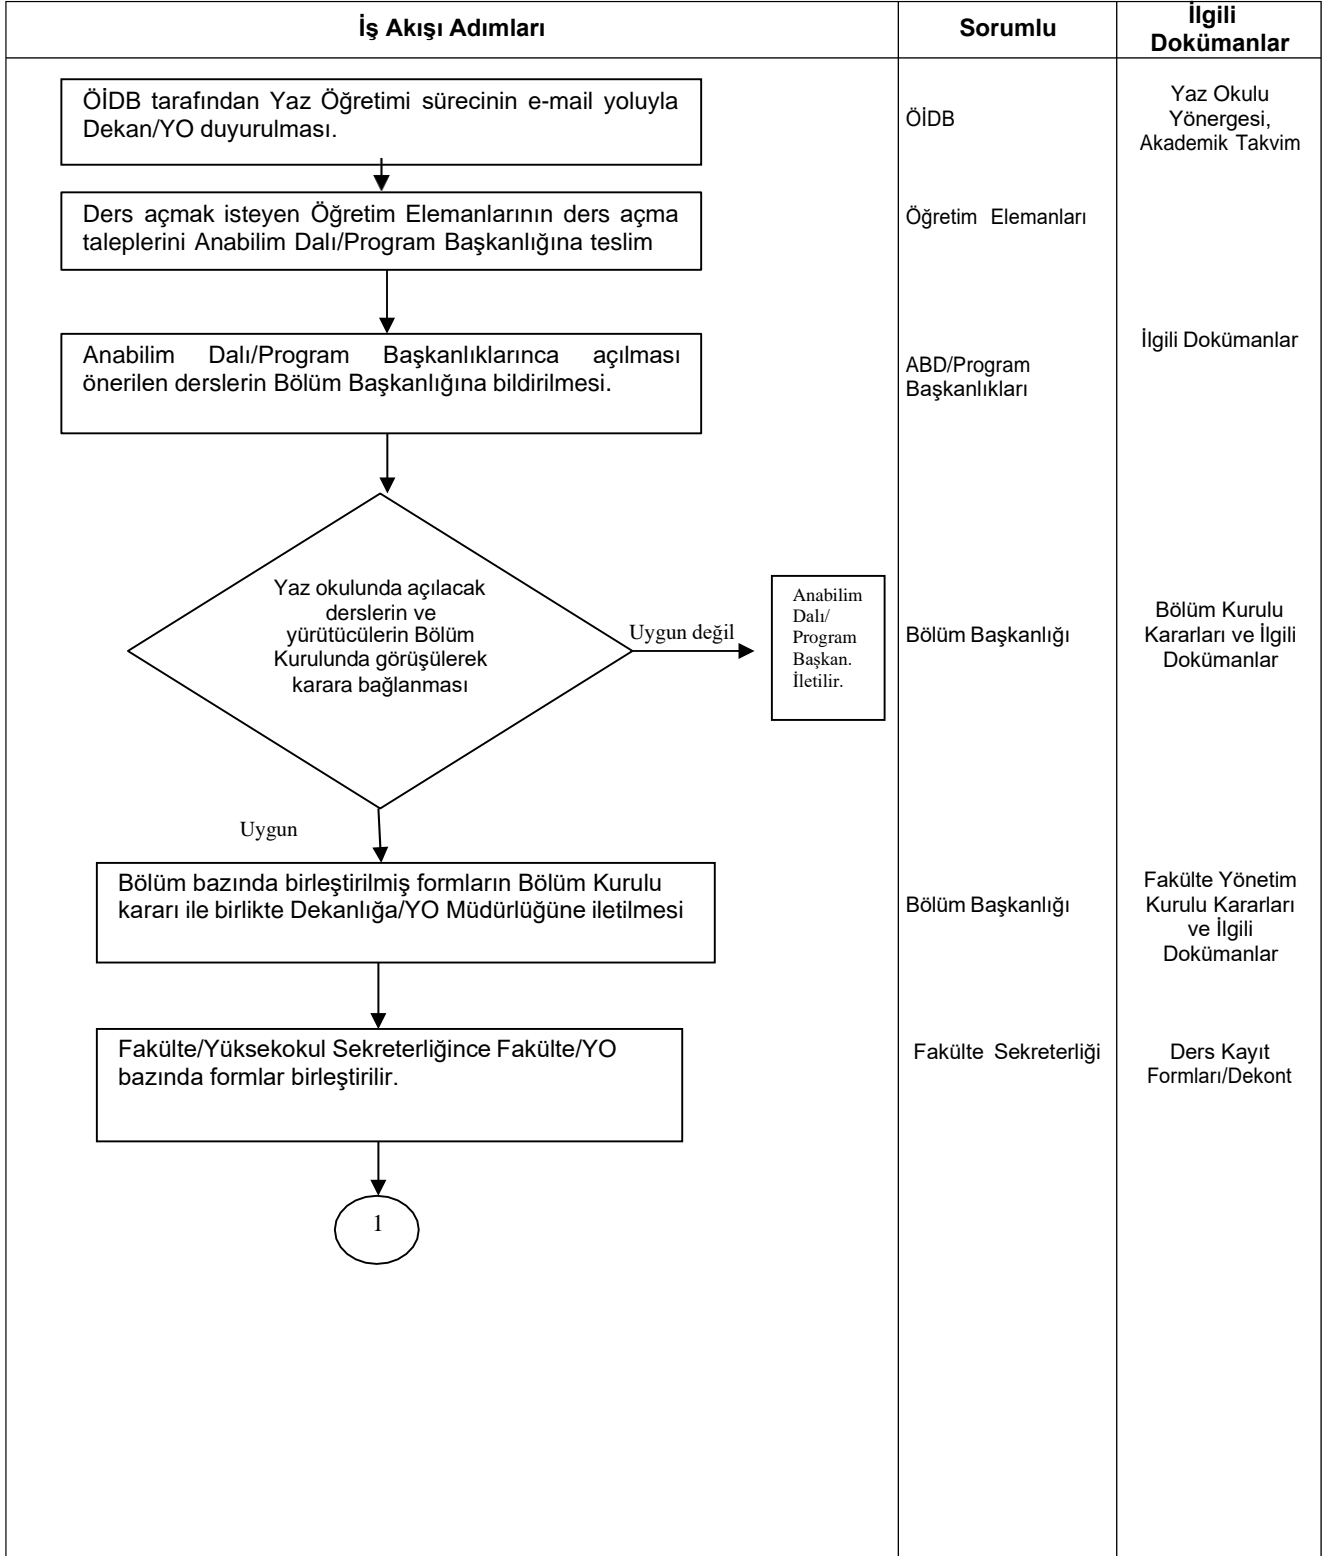 İş Akışı Adımları
Sorumlu
İlgili
Dokümanlar
ÖİDB tarafından Yaz Öğretimi sürecinin e-mail yoluyla
Dekan/YO duyurulması.
ÖİDB
Yaz Okulu
Yönergesi,
Akademik Takvim
Ders açmak isteyen Öğretim Elemanlarının ders açma
taleplerini Anabilim Dalı/Program Başkanlığına teslim
Öğretim Elemanları
Anabilim Dalı/Program Başkanlıklarınca açılması
önerilen derslerin Bölüm Başkanlığına bildirilmesi.
ABD/Program
Başkanlıkları
İlgili Dokümanlar
Yaz okulunda açılacak
derslerin ve
yürütücülerin Bölüm
Kurulunda görüşülerek
karara bağlanması
Uygun değil
Anabilim
Dalı/
Program
Başkan.
İletilir.
Bölüm Başkanlığı
Bölüm Kurulu
Kararları ve İlgili
Dokümanlar
Uygun
Bölüm bazında birleştirilmiş formların Bölüm Kurulu
kararı ile birlikte Dekanlığa/YO Müdürlüğüne iletilmesi
Bölüm Başkanlığı
Fakülte Yönetim
Kurulu Kararları
ve İlgili
Dokümanlar
Fakülte/Yüksekokul Sekreterliğince Fakülte/YO
bazında formlar birleştirilir.
Fakülte Sekreterliği
Ders Kayıt
Formları/Dekont
1